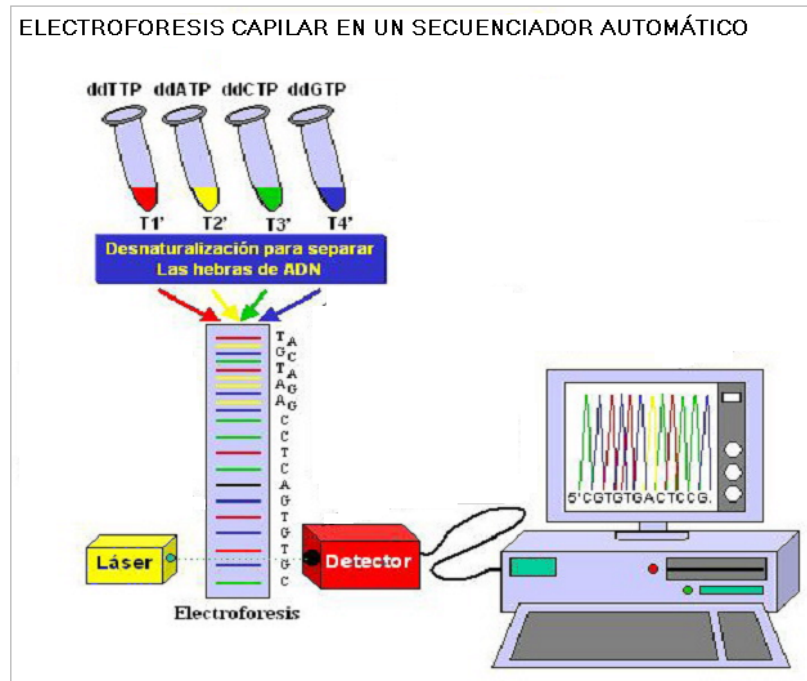 ELECTROFORESIS CAPILAR EN UN SECUENCIADOR AUTOMÁTICO
ddTTP ddATP ddCTP ddGTP
T1' T2' T3' T4'
Desnaturalización para separar
Las hebras de ADN
T
A
G
C
T
A
A
G
A
G
C
C
T
C
A
G
T
G
T
G
C
Láser
Detector
Electroforesis
5'CGTGTGACTCCG.